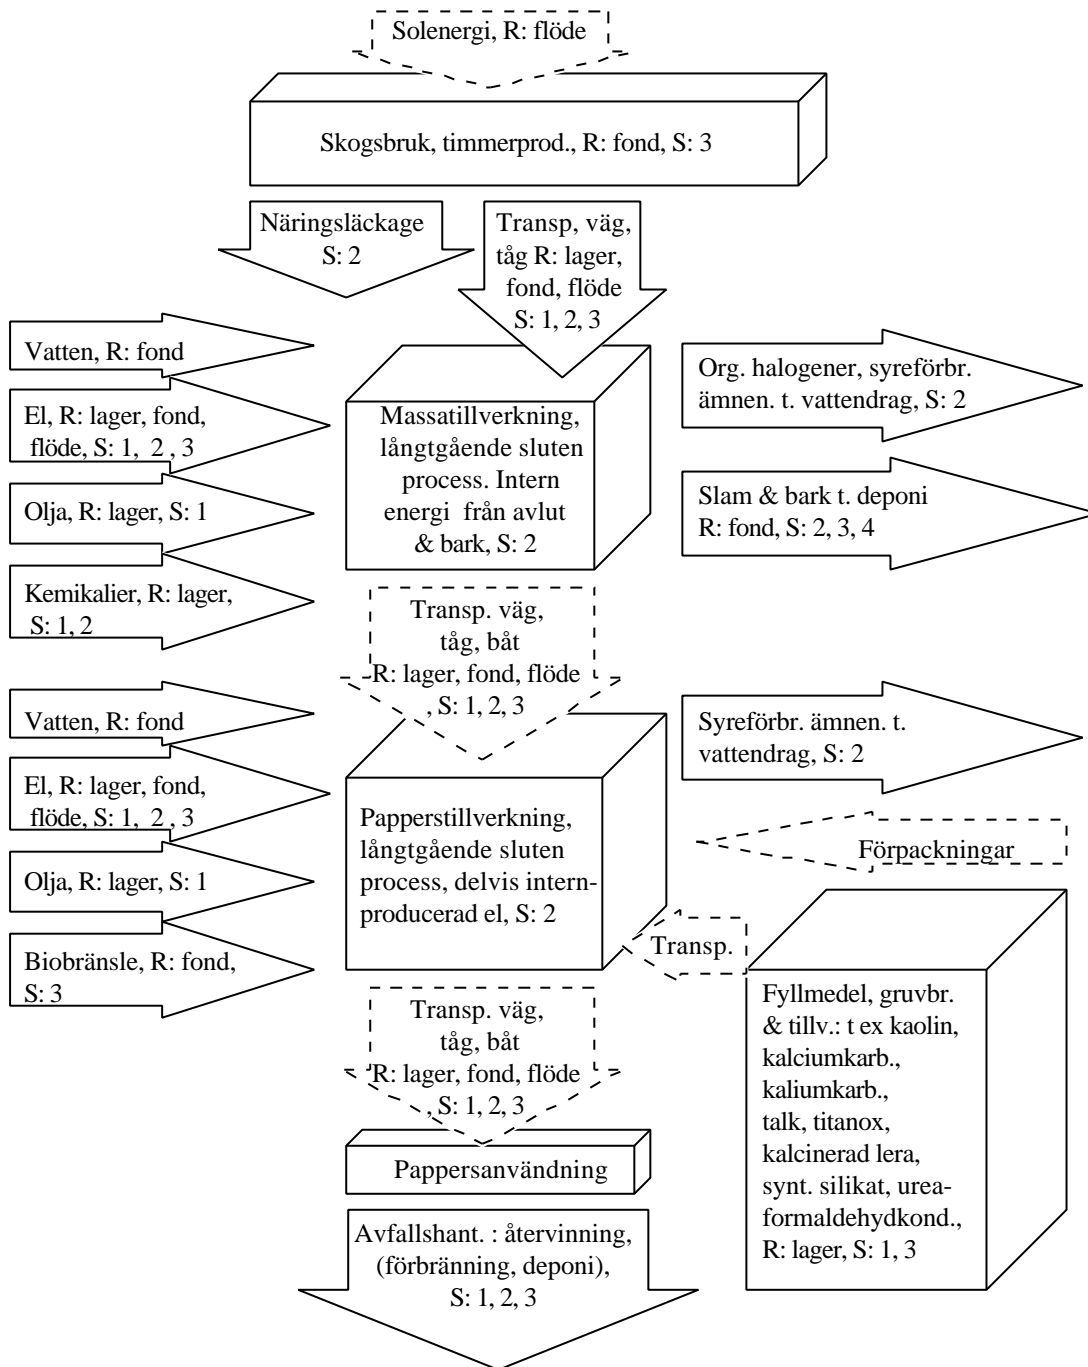 Solenergi, R: flöde
Skogsbruk, timmerprod., R: fond, S: 3
Näringsläckage
S: 2
Transp, väg,
tåg R: lager,
fond, flöde
S: 1, 2, 3
Vatten, R: fond
El, R: lager, fond,
flöde, S: 1, 2 , 3
Olja, R: lager, S: 1
Kemikalier, R: lager,
S: 1, 2
Massatillverkning,
långtgående sluten
process. Intern
energi från avlut
& bark, S: 2
Org. halogener, syreförbr.
ämnen. t. vattendrag, S: 2
Slam & bark t. deponi
R: fond, S: 2, 3, 4
Transp. väg,
tåg, båt
R: lager, fond, flöde
, S: 1, 2, 3
Vatten, R: fond
El, R: lager, fond,
flöde, S: 1, 2 , 3
Olja, R: lager, S: 1
Biobränsle, R: fond,
S: 3
Papperstillverkning,
långtgående sluten
process, delvis intern-
producerad el, S: 2
Syreförbr. ämnen. t.
vattendrag, S: 2
Förpackningar
Transp.
Fyllmedel, gruvbr.
& tillv.: t ex kaolin,
kalciumkarb.,
kaliumkarb.,
talk, titanox,
kalcinerad lera,
synt. silikat, urea-
formaldehydkond.,
R: lager, S: 1, 3
Transp. väg,
tåg, båt
R: lager, fond, flöde
, S: 1, 2, 3
Pappersanvändning
Avfallshant. : återvinning,
(förbränning, deponi),
S: 1, 2, 3